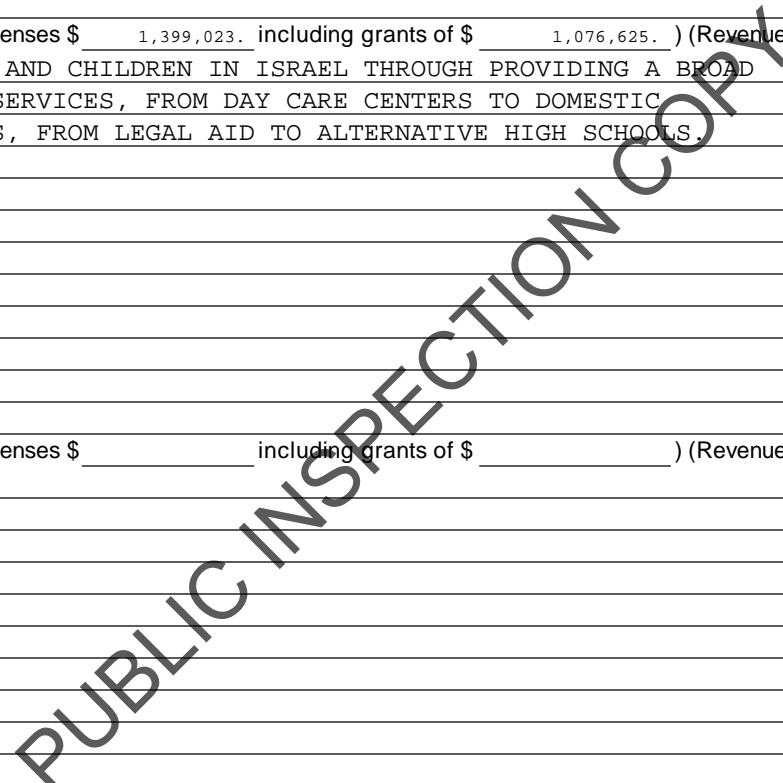 enses $ 1,399,023. including grants of $ 1,076,625. ) (Revenue
AND CHILDREN IN ISRAEL THROUGH PROVIDING A BROAD
SERVICES, FROM DAY CARE CENTERS TO DOMESTIC
S, FROM LEGAL AID TO ALTERNATIVE HIGH SCHOOLS.
enses $ including grants of $ ) (Revenue
PUBLIC INSPECTION COPY